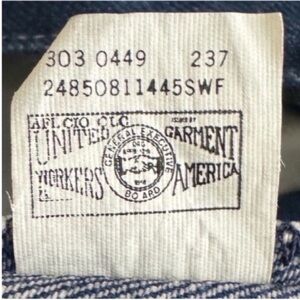 303 0449 237
24850811445SWF
AFL CIO CLC
ISSUED BY
UNITED GARMENT
WORKERS AMERICA
GENERAL EXECUTIVE
BOARD